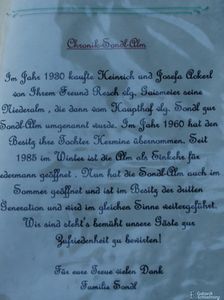 Chronik-Sondl-Alm
Im Jahr 1980 kaufte Heinrich und Josefa Ackerl
von Ihrem Freund Resch vlg. Gaismeier seine
Niederalm , die dann vom Haupthof vlg. Sondl zur
Sondl-Alm umgenannt wurde. Im Jahr 1960 hat den
Besitz ihre Tochter Hermine übernommen. Seit
1985 im Winter ist die Alm als Einkehr für
jedermann geöffnet . Nun hat die Sondl-Alm auch im
Sommer geöffnet und ist im Besitz der dritten
Generation und wird im gleichen Sinne weitergeführt.
Wir sind steht's bemüht unsere Gäste zur
Zufriedenheit zu bewirten!
Für eure Treue vielen Dank
Familie Sondl